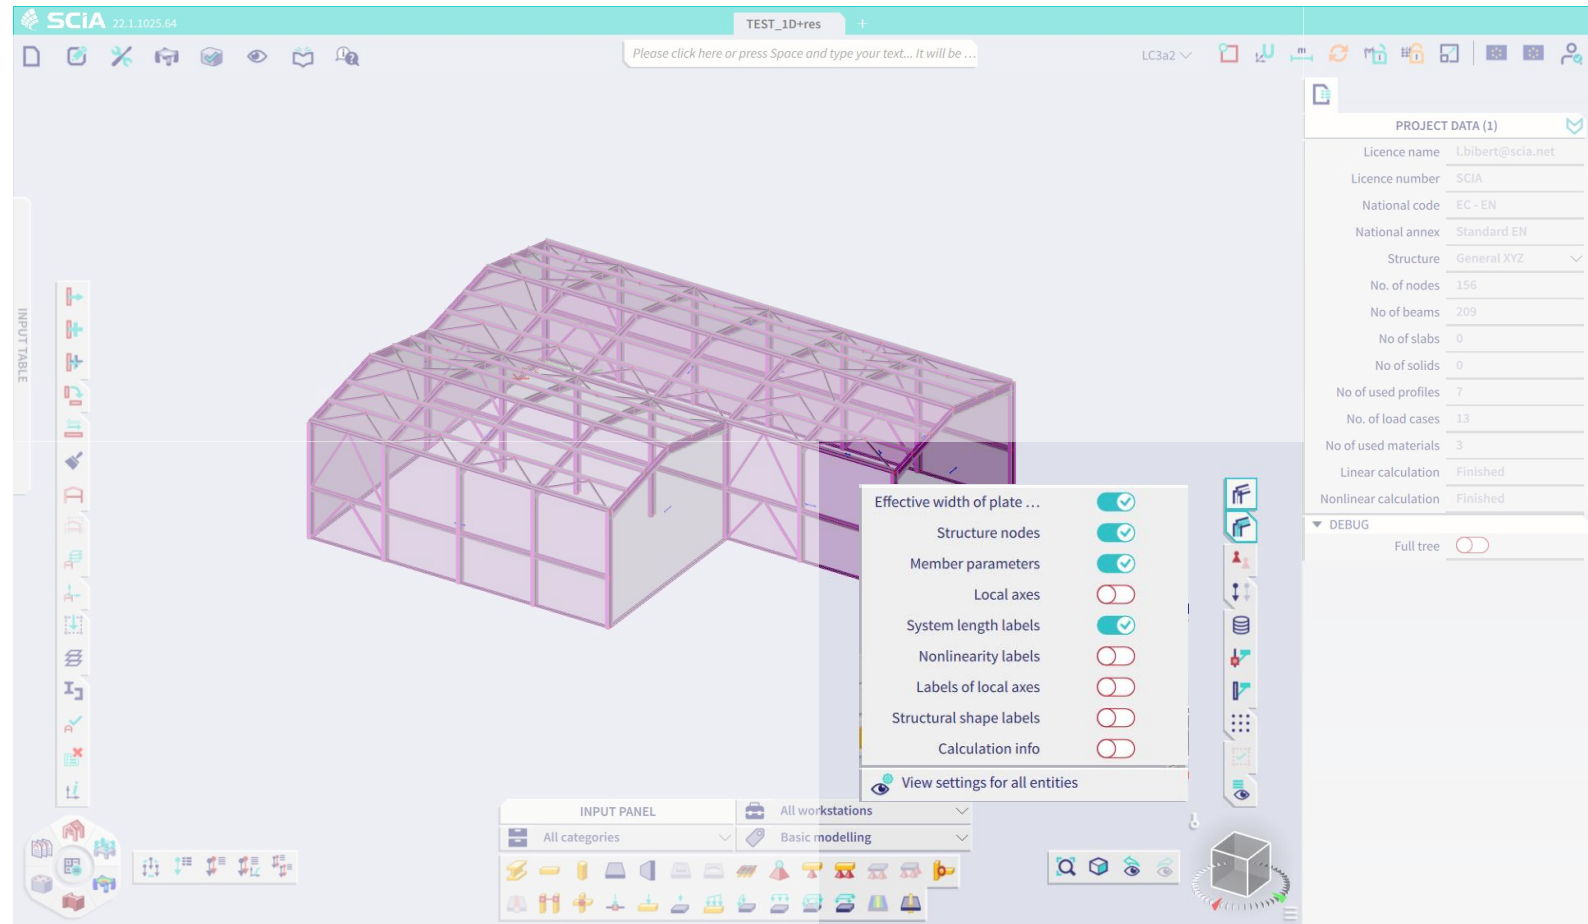 SCiA 22.1.1025.64
TEST_1D+res
+
Please click here or press Space and type your text... It will be ...
LC3a2
PROJECT DATA (1)
Licence name l.bibert@scia.net
Licence number SCIA
National code EC - EN
National annex Standard EN
Structure General XYZ
No. of nodes 156
No of beams 209
No of slabs 0
No of solids 0
No of used profiles 7
No. of load cases 13
No of used materials 3
Linear calculation Finished
Nonlinear calculation Finished
DEBUG
Full tree
INPUT TABLE
Effective width of plate ...
Structure nodes
Member parameters
Local axes
System length labels
Nonlinearity labels
Labels of local axes
Structural shape labels
Calculation info
View settings for all entities
INPUT PANEL
All workstations
All categories
Basic modelling